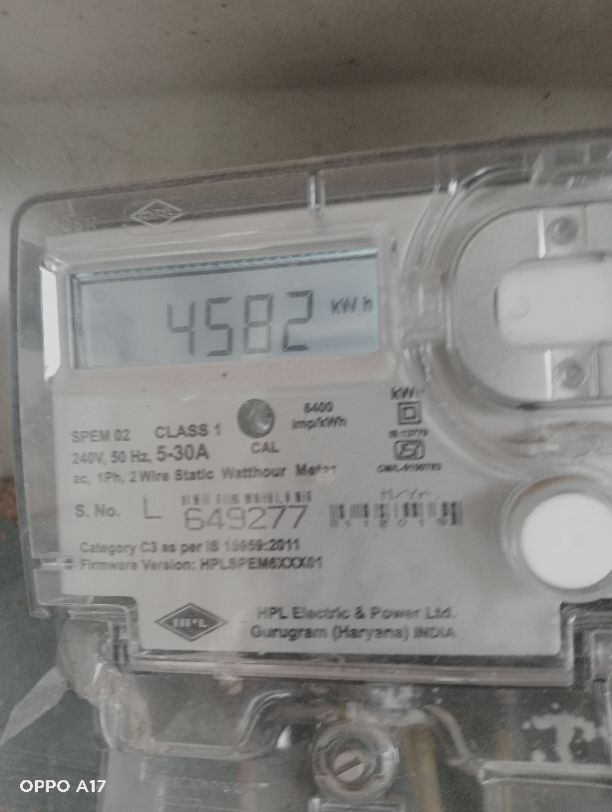 4582 kWh
SPEM 02 CLASS 1 6400 imp/kWh
240V, 50 Hz, 5-30A CAL
ac, 1Ph, 2 Wire Static Watthour Meter
S. No. L 649277
Category C3 as per IS 15959:2011
Firmware Version: HPLSPEM6XXX01
HPL
HPL Electric & Power Ltd.
Gurugram (Haryana) INDIA
OPPO A17